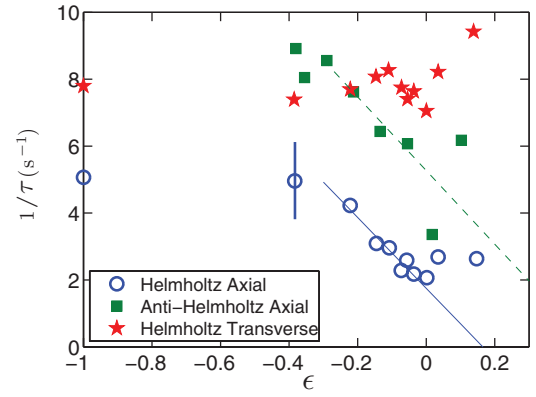 10
8
6
4
2
0
1/τ (s⁻¹)
Helmholtz Axial
Anti−Helmholtz Axial
Helmholtz Transverse
−1 −0.8 −0.6 −0.4 −0.2 0 0.2
ϵ